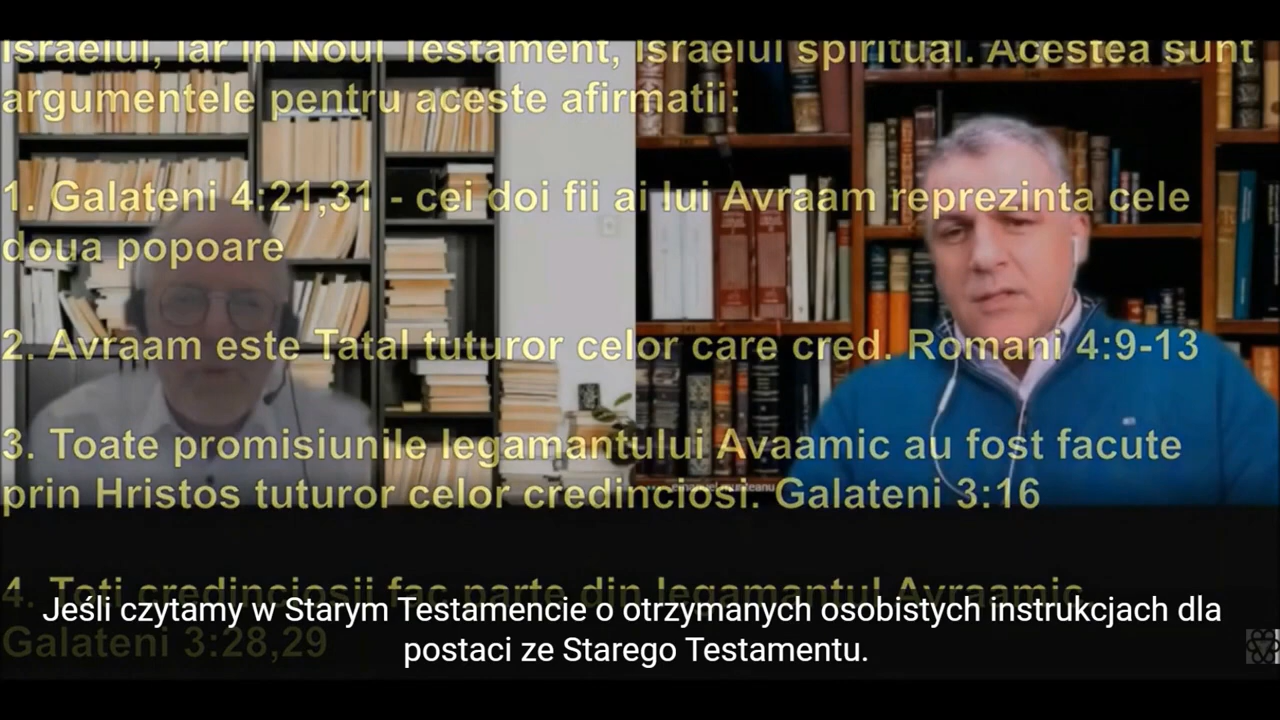 Israelul, iar in Noul Testament, Israelul spiritual. Acestea sunt
argumentele pentru aceste afirmatii:
1. Galateni 4:21,31 - cei doi fii ai lui Avraam reprezinta cele
doua popoare
2. Avraam este Tatal tuturor celor care cred. Romani 4:9-13
3. Toate promisiunile legamantului Avaamic au fost facute
prin Hristos tuturor celor credinciosi. Galateni 3:16
emanuel munteanu
4. Toti credinciosii fac parte din legamantul Avraamic
Galateni 3:28,29
Jeśli czytamy w Starym Testamencie o otrzymanych osobistych instrukcjach dla
postaci ze Starego Testamentu.